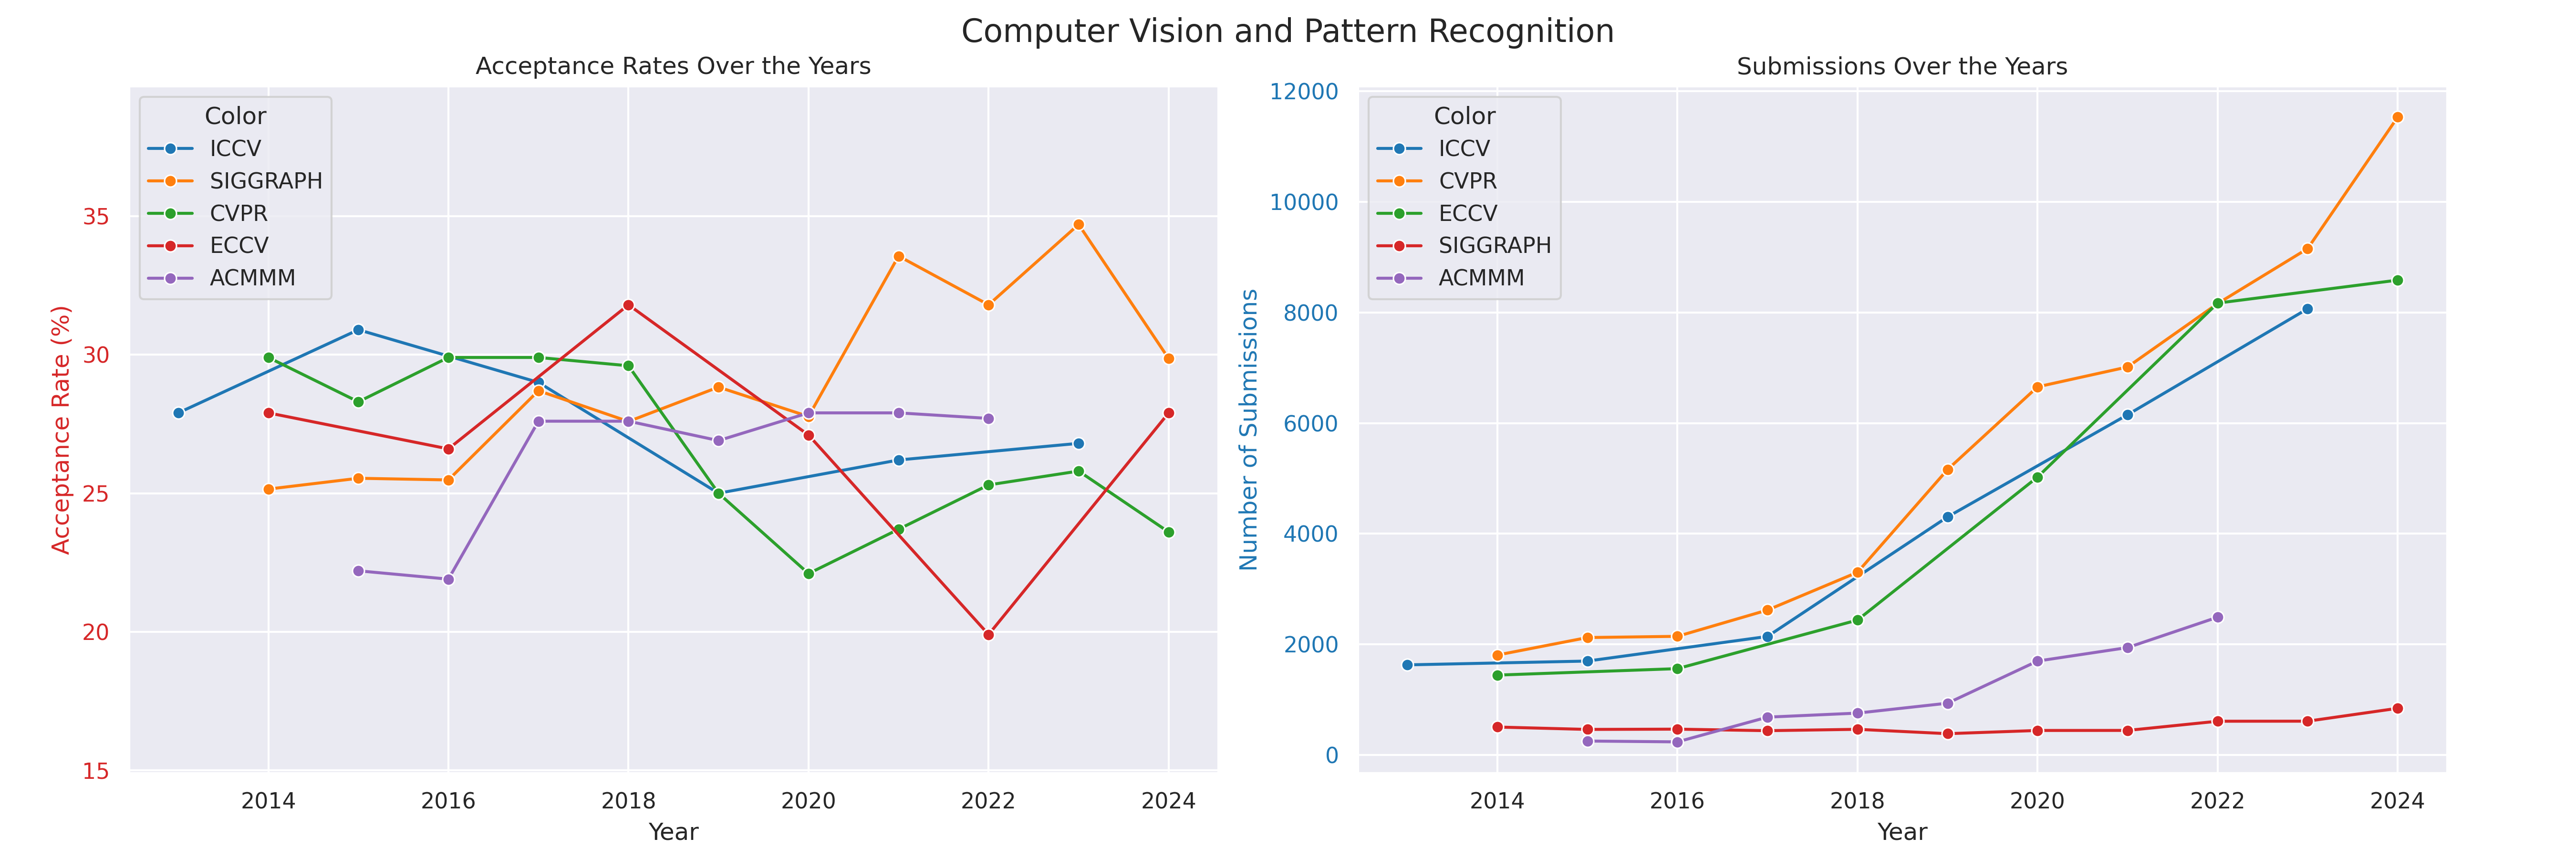 Computer Vision and Pattern Recognition
Acceptance Rates Over the Years
Color
ICCV
SIGGRAPH
CVPR
ECCV
ACMMM
Acceptance Rate (%)
35
30
25
20
15
2014 2016 2018 2020 2022 2024
Year
Submissions Over the Years
Color
ICCV
CVPR
ECCV
SIGGRAPH
ACMMM
Number of Submissions
12000
10000
8000
6000
4000
2000
0
2014 2016 2018 2020 2022 2024
Year